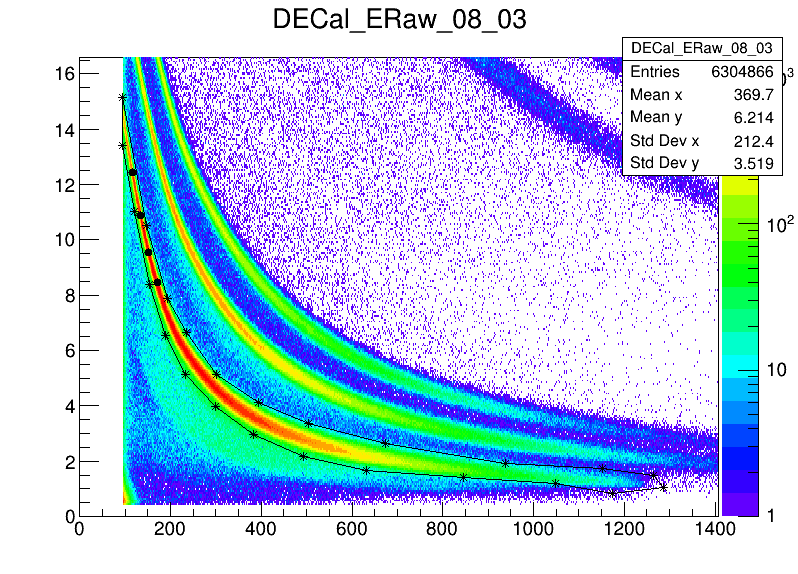 DECal_ERaw_08_03
DECal_ERaw_08_03
Entries 6304866
Mean x 369.7
Mean y 6.214
Std Dev x 212.4
Std Dev y 3.519
16
14
12
10
8
6
4
2
0
0 200 400 600 800 1000 1200 1400
10²
10
1